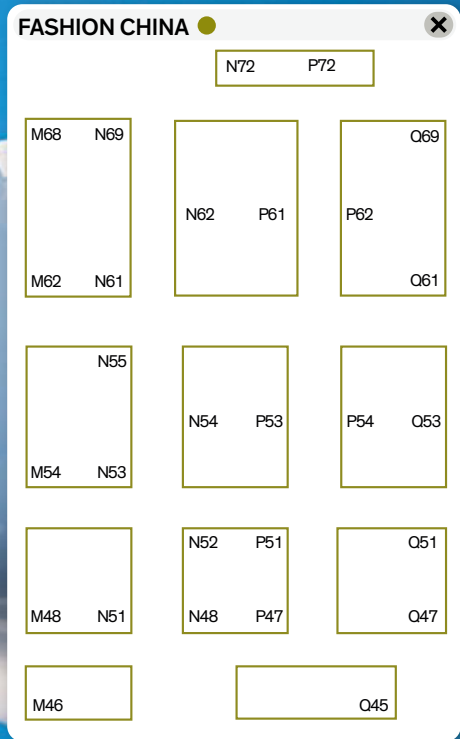 FASHION CHINA
N72 P72
M68 N69 Q69
N62 P61 P62
M62 N61 Q61
N55
N54 P53 P54 Q53
M54 N53
N52 P51 Q51
M48 N51 N48 P47 Q47
M46 Q45